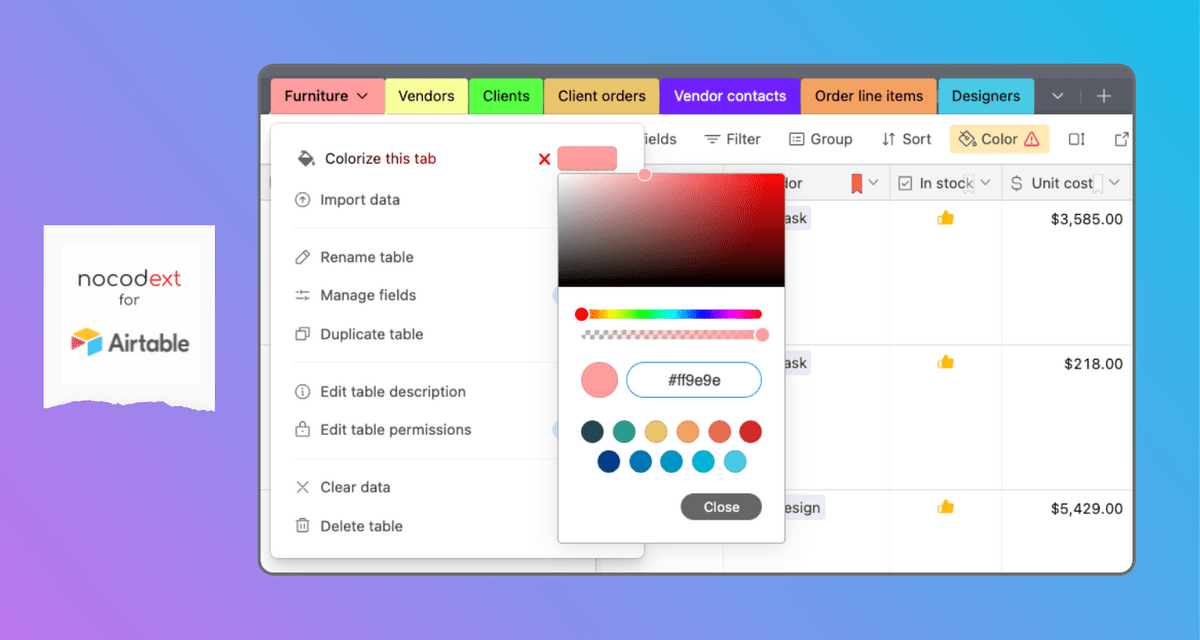 nocodext
for
Airtable
Furniture Vendors Clients Client orders Vendor contacts Order line items Designers
Colorize this tab
Import data
Rename table
Manage fields
Duplicate table
Edit table description
Edit table permissions
Clear data
Delete table
#ff9e9e
Close
ields Filter Group Sort Color
dor In stock Unit cost
ask $3,585.00
ask $218.00
esign $5,429.00